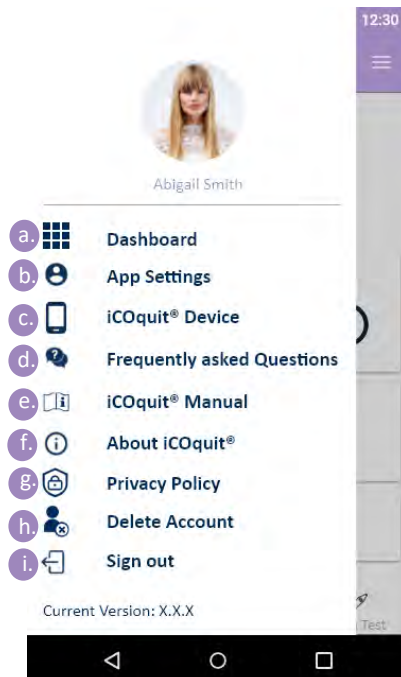 12:30
Abigail Smith
a. Dashboard
b. App Settings
c. iCOquit® Device
d. Frequently asked Questions
e. iCOquit® Manual
f. About iCOquit®
g. Privacy Policy
h. Delete Account
i. Sign out
Current Version: X.X.X
Test